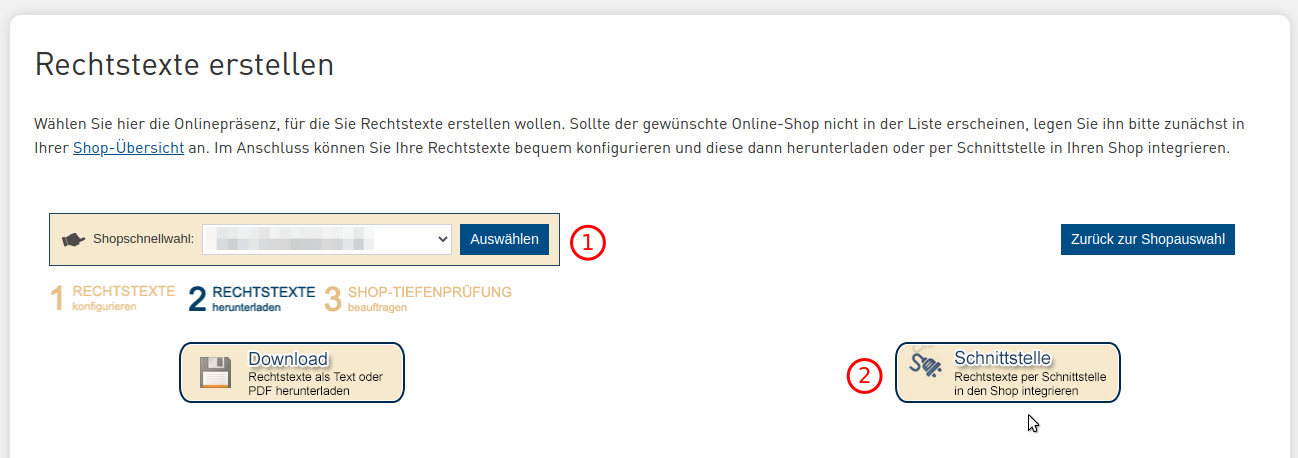 Rechtstexte erstellen
Wählen Sie hier die Onlinepräsenz, für die Sie Rechtstexte erstellen wollen. Sollte der gewünschte Online-Shop nicht in der Liste erscheinen, legen Sie ihn bitte zunächst in
Ihrer Shop-Übersicht an. Im Anschluss können Sie Ihre Rechtstexte bequem konfigurieren und diese dann herunterladen oder per Schnittstelle in Ihren Shop integrieren.
Shopschnellwahl: Auswählen 1 Zurück zur Shopauswahl
1 RECHTSTEXTE konfigurieren 2 RECHTSTEXTE herunterladen 3 SHOP-TIEFENPRÜFUNG beauftragen
Download
Rechtstexte als Text oder
PDF herunterladen
2
Schnittstelle
Rechtstexte per Schnittstelle
in den Shop integrieren